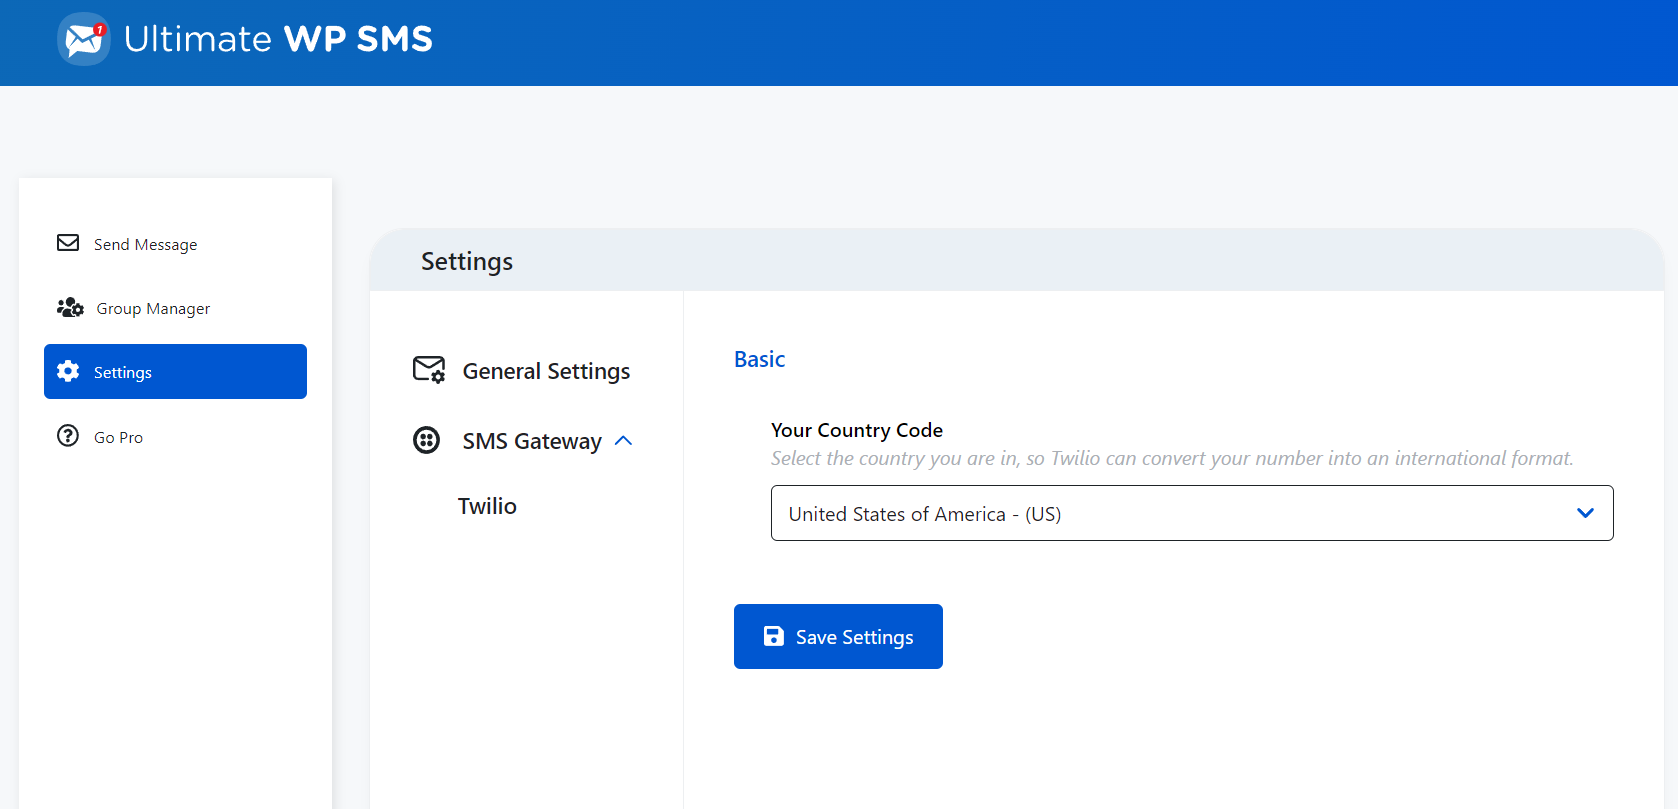 1
Ultimate WP SMS
Send Message
Group Manager
Settings
Go Pro
Settings
General Settings
SMS Gateway
Twilio
Basic
Your Country Code
Select the country you are in, so Twilio can convert your number into an international format.
United States of America - (US)
Save Settings